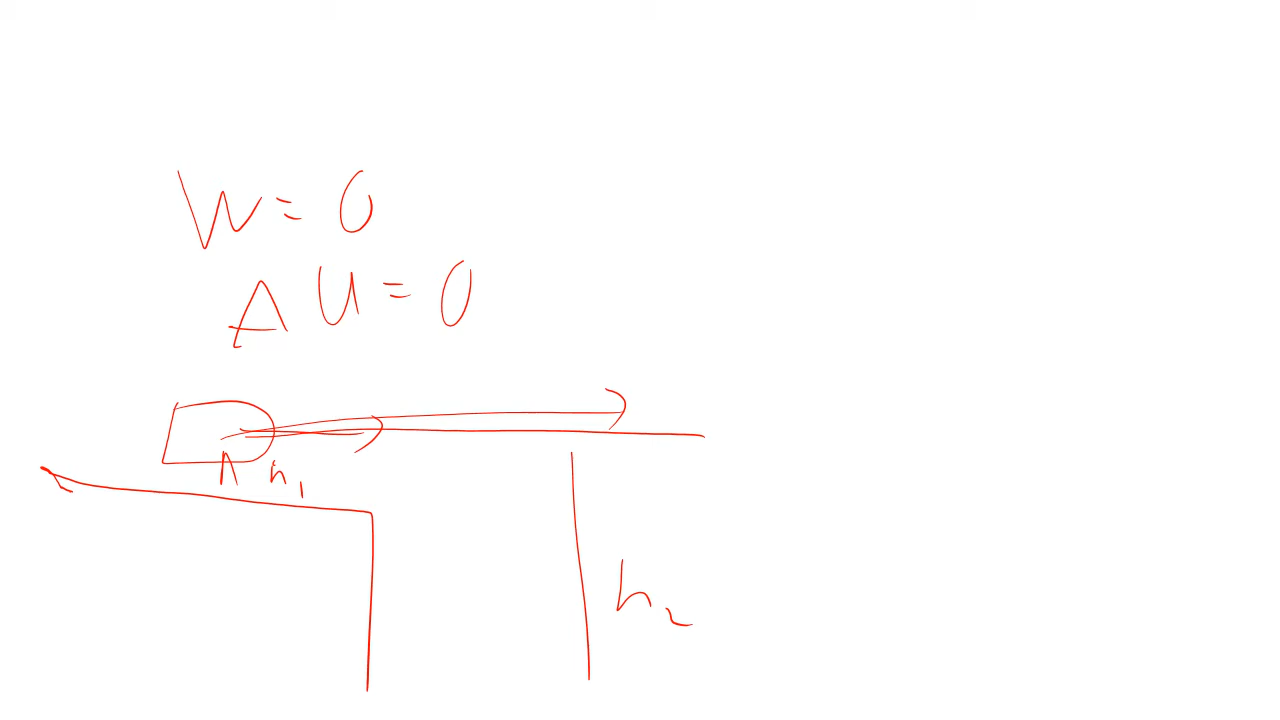 W = 0
ΔU = 0
h₁
h₂